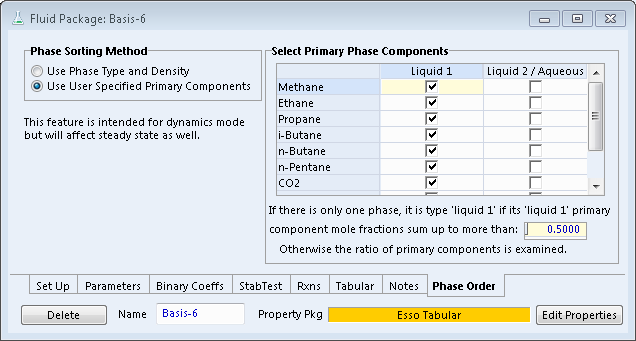 Fluid Package: Basis-6
Phase Sorting Method
Use Phase Type and Density
Use User Specified Primary Components
This feature is intended for dynamics mode
but will affect steady state as well.
Select Primary Phase Components
Liquid 1 Liquid 2 / Aqueous
Methane
Ethane
Propane
i-Butane
n-Butane
n-Pentane
CO2
If there is only one phase, it is type 'liquid 1' if its 'liquid 1' primary
component mole fractions sum up to more than: 0.5000
Otherwise the ratio of primary components is examined.
Set Up Parameters Binary Coeffs StabTest Rxns Tabular Notes Phase Order
Delete Name Basis-6 Property Pkg Esso Tabular Edit Properties